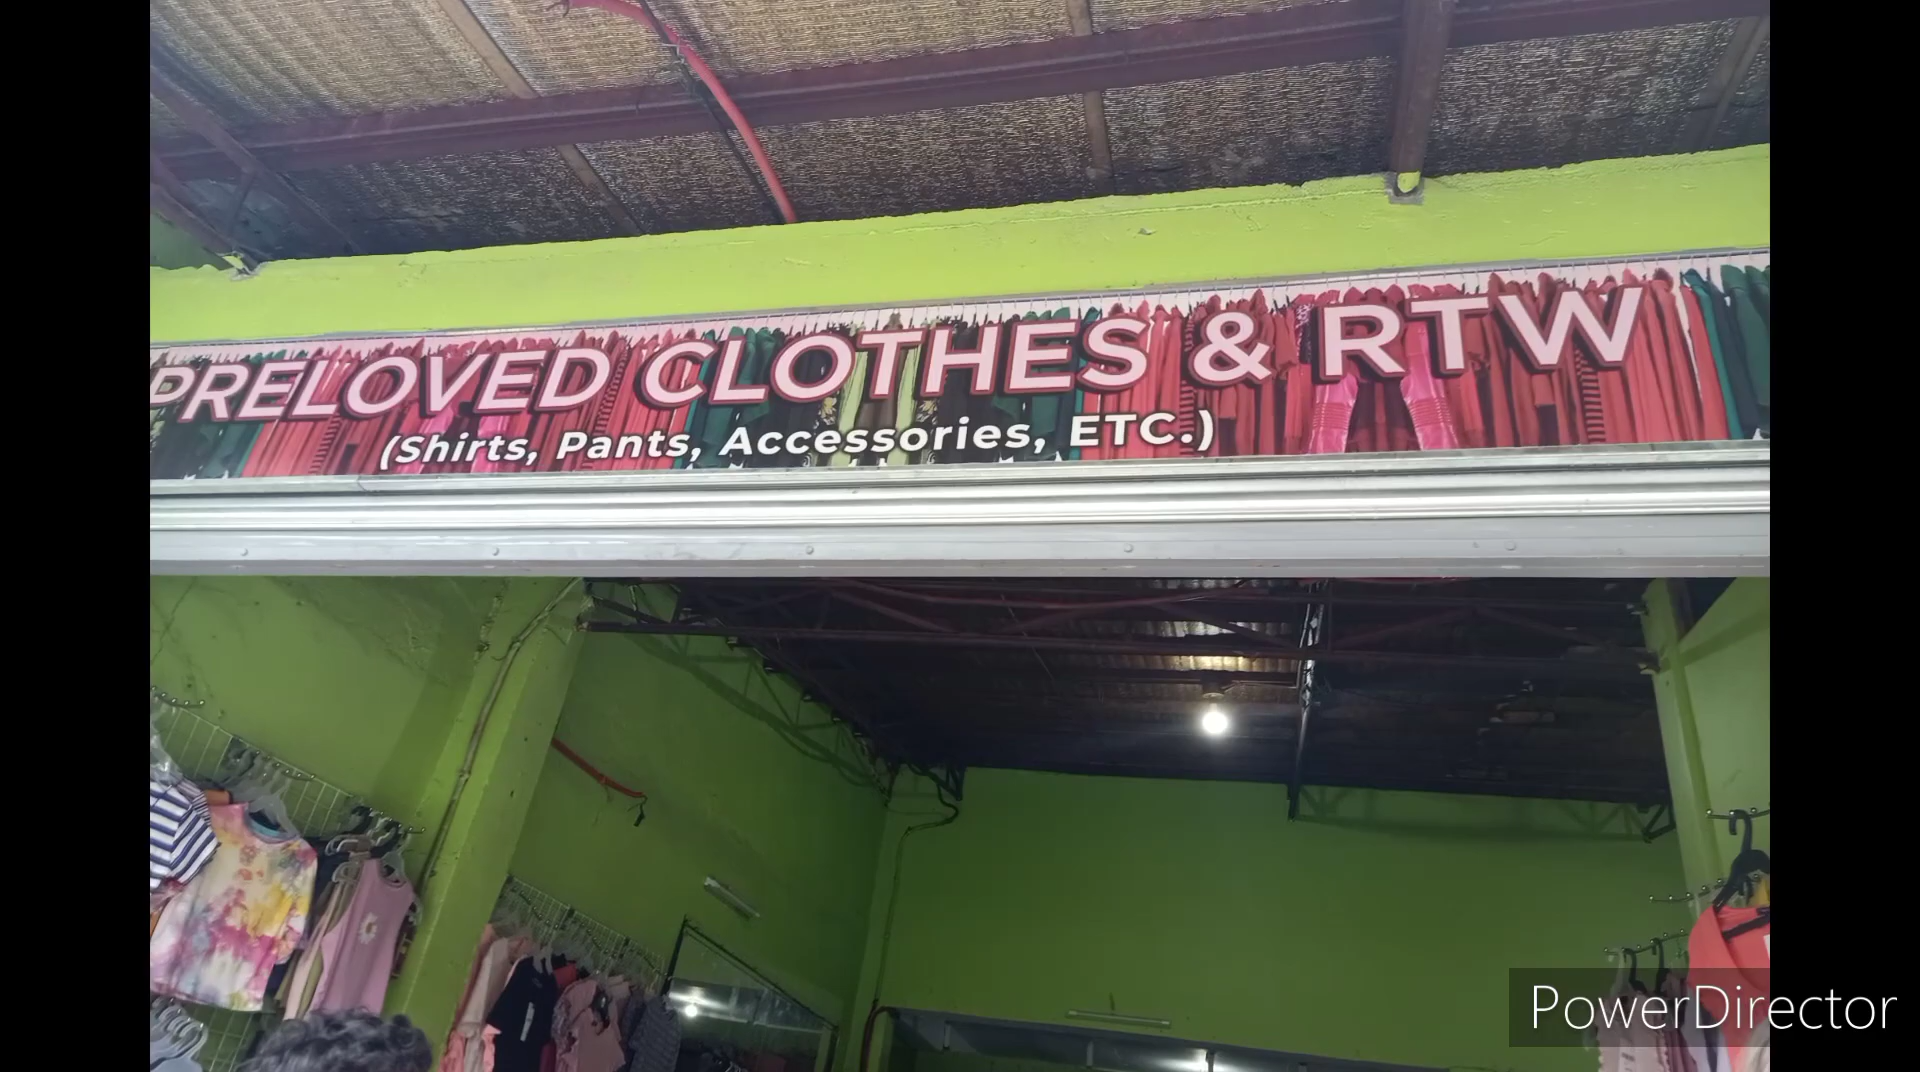 PRELOVED CLOTHES & RTW
(Shirts, Pants, Accessories, ETC.)
PowerDirector